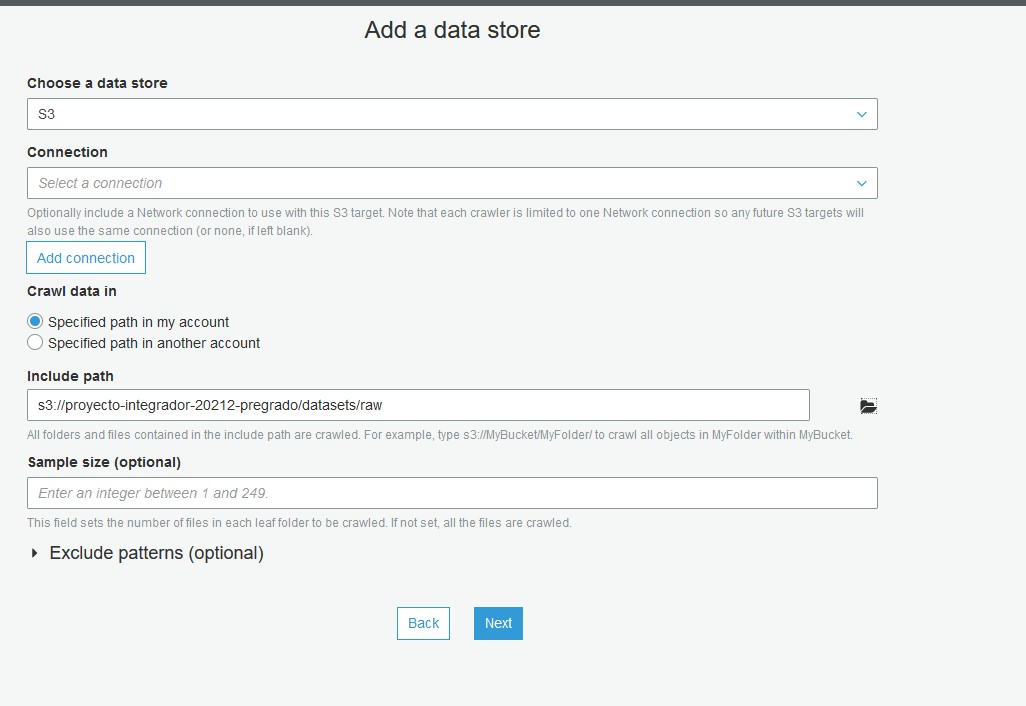 Add a data store
Choose a data store
S3
Connection
Select a connection
Optionally include a Network connection to use with this S3 target. Note that each crawler is limited to one Network connection so any future S3 targets will
also use the same connection (or none, if left blank).
Add connection
Crawl data in
Specified path in my account
Specified path in another account
Include path
s3://proyecto-integrador-20212-pregrado/datasets/raw
All folders and files contained in the include path are crawled. For example, type s3://MyBucket/MyFolder/ to crawl all objects in MyFolder within MyBucket.
Sample size (optional)
Enter an integer between 1 and 249.
This field sets the number of files in each leaf folder to be crawled. If not set, all the files are crawled.
Exclude patterns (optional)
Back Next